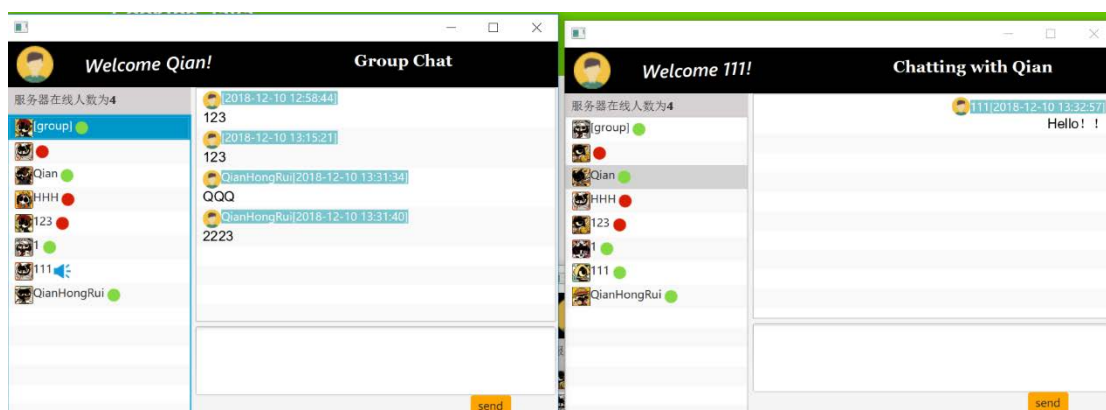 Welcome Qian!
Group Chat
服务器在线人数为4
[group]
Qian
HHH
123
1
111
QianHongRui
[2018-12-10 12:58:44]
123
[2018-12-10 13:15:21]
123
QianHongRui[2018-12-10 13:31:34]
QQQ
QianHongRui[2018-12-10 13:31:40]
2223
send
Welcome 111!
Chatting with Qian
服务器在线人数为4
[group]
Qian
HHH
123
1
111
QianHongRui
111[2018-12-10 13:32:57]
Hello! !
send